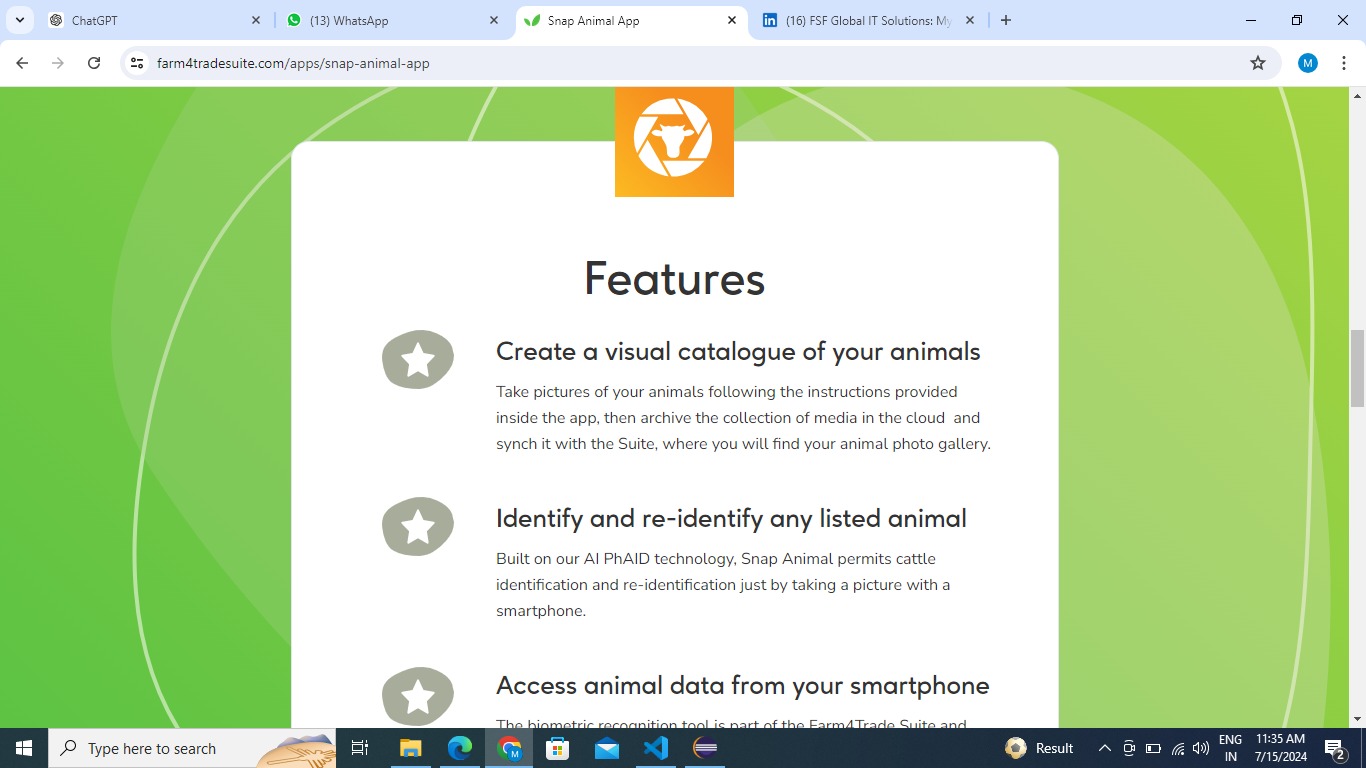 ChatGPT
(13) WhatsApp
Snap Animal App
(16) FSF Global IT Solutions: My
farm4tradesuite.com/apps/snap-animal-app
M
Features
Create a visual catalogue of your animals
Take pictures of your animals following the instructions provided
inside the app, then archive the collection of media in the cloud and
synch it with the Suite, where you will find your animal photo gallery.
Identify and re-identify any listed animal
Built on our AI PhAID technology, Snap Animal permits cattle
identification and re-identification just by taking a picture with a
smartphone.
Access animal data from your smartphone
The biometric recognition tool is part of the Farm4Trade Suite and
Type here to search
M
Result
ENG
IN
11:35 AM
7/15/2024
2